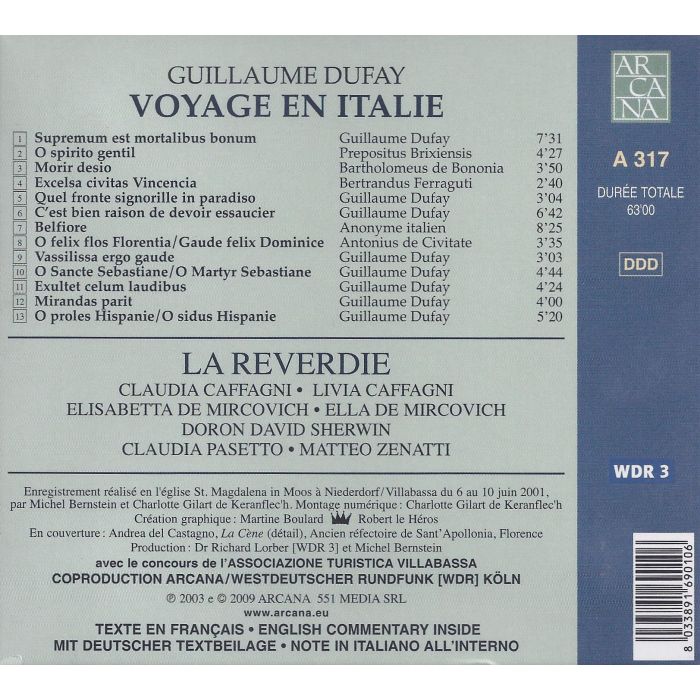 GUILLAUME DUFAY
VOYAGE EN ITALIE
1 Supremum est mortalibus bonum Guillaume Dufay 7'31
2 O spirito gentil Prepositus Brixiensis 4'27
3 Morir desio Bartholomeus de Bononia 3'50
4 Excelsa civitas Vincencia Bertrandus Ferraguti 2'40
5 Quel fronte signorille in paradiso Guillaume Dufay 3'04
6 C'est bien raison de devoir essaucier Guillaume Dufay 6'42
7 Belfiore Anonyme italien 8'25
8 O felix flos Florentia/Gaude felix Dominice Antonius de Civitate 3'35
9 Vassilissa ergo gaude Guillaume Dufay 3'03
10 O Sancte Sebastiane/O Martyr Sebastiane Guillaume Dufay 4'44
11 Exultet celum laudibus Guillaume Dufay 4'24
12 Mirandas parit Guillaume Dufay 4'00
13 O proles Hispanie/O sidus Hispanie Guillaume Dufay 5'20
LA REVERDIE
CLAUDIA CAFFAGNI • LIVIA CAFFAGNI
ELISABETTA DE MIRCOVICH • ELLA DE MIRCOVICH
DORON DAVID SHERWIN
CLAUDIA PASETTO • MATTEO ZENATTI
Enregistrement réalisé en l'église St. Magdalena in Moos à Niederdorf/Villabassa du 6 au 10 juin 2001,
par Michel Bernstein et Charlotte Gilart de Keranflec'h. Montage numérique : Charlotte Gilart de Keranflec'h
Création graphique : Martine Boulard Robert le Héros
En couverture : Andrea del Castagno, La Cène (détail), Ancien réfectoire de Sant'Apollonia, Florence
Production : Dr Richard Lorber [WDR 3] et Michel Bernstein
avec le concours de l'ASSOCIAZIONE TURISTICA VILLABASSA
COPRODUCTION ARCANA/WESTDEUTSCHER RUNDFUNK [WDR] KÖLN
℗ 2003 e © 2009 ARCANA 551 MEDIA SRL
www.arcana.eu
TEXTE EN FRANÇAIS • ENGLISH COMMENTARY INSIDE
MIT DEUTSCHER TEXTBEILAGE • NOTE IN ITALIANO ALL'INTERNO
AR
CA
NA
A 317
DURÉE TOTALE
63'00
DDD
WDR 3
8 033891 690106